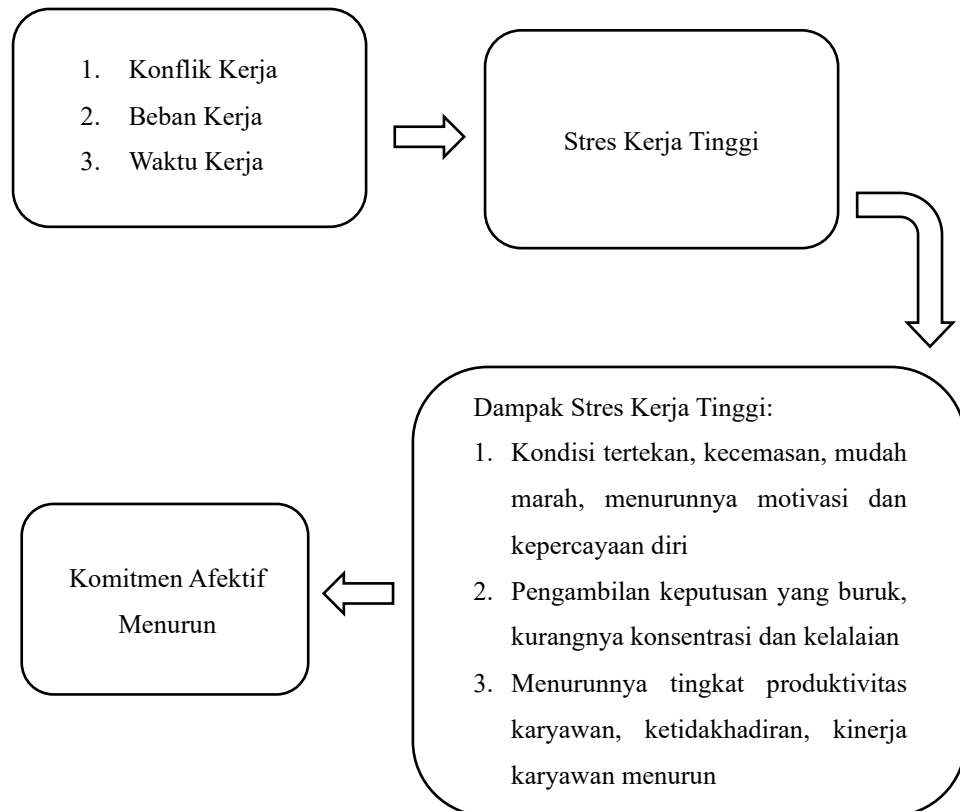 1. Konflik Kerja
2. Beban Kerja
3. Waktu Kerja
Stres Kerja Tinggi
Dampak Stres Kerja Tinggi:
1. Kondisi tertekan, kecemasan, mudah
marah, menurunnya motivasi dan
kepercayaan diri
2. Pengambilan keputusan yang buruk,
kurangnya konsentrasi dan kelalaian
3. Menurunnya tingkat produktivitas
karyawan, ketidakhadiran, kinerja
karyawan menurun
Komitmen Afektif
Menurun